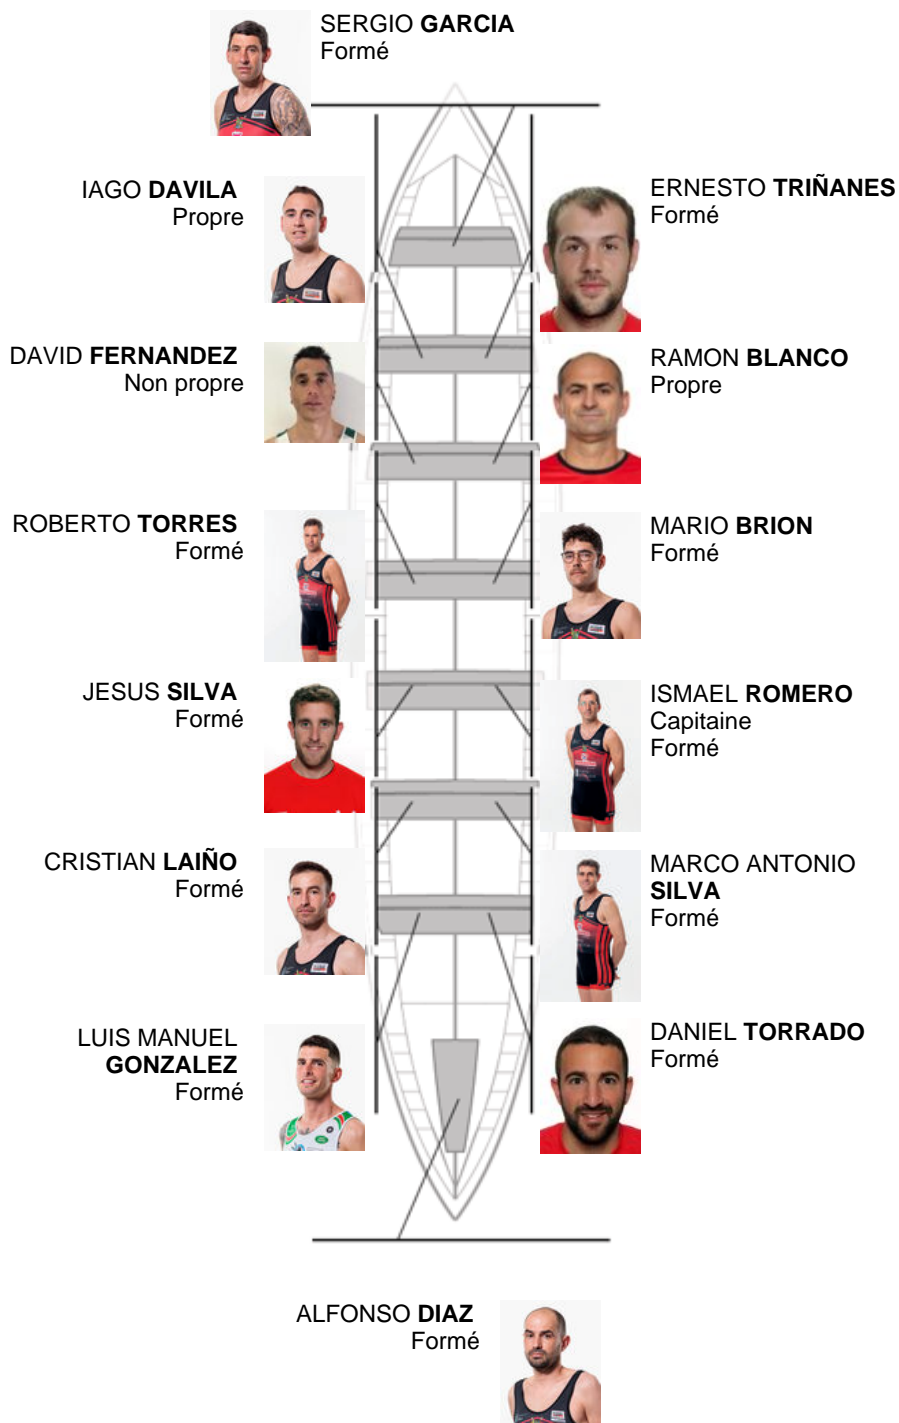 SERGIO GARCIA
Formé
IAGO DAVILA
Propre
ERNESTO TRIÑANES
Formé
DAVID FERNANDEZ
Non propre
RAMON BLANCO
Propre
ROBERTO TORRES
Formé
MARIO BRION
Formé
JESUS SILVA
Formé
ISMAEL ROMERO
Capitaine
Formé
CRISTIAN LAIÑO
Formé
MARCO ANTONIO
SILVA
Formé
LUIS MANUEL
GONZALEZ
Formé
DANIEL TORRADO
Formé
ALFONSO DIAZ
Formé